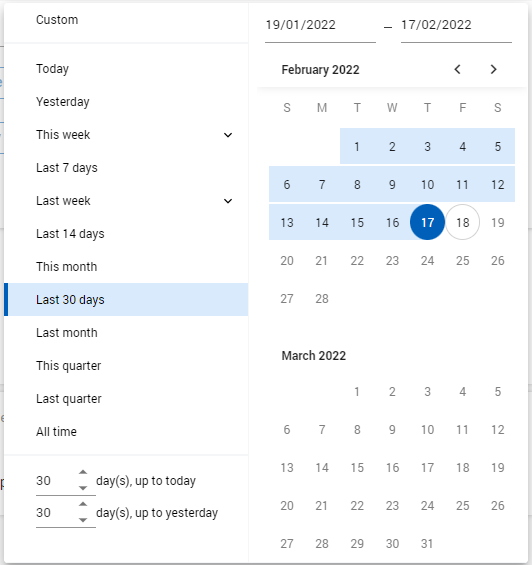 Custom
Today
Yesterday
This week
Last 7 days
Last week
Last 14 days
This month
Last 30 days
Last month
This quarter
Last quarter
All time
30 day(s), up to today
30 day(s), up to yesterday
19/01/2022 – 17/02/2022
February 2022
S M T W T F S
1 2 3 4 5
6 7 8 9 10 11 12
13 14 15 16 17 18 19
20 21 22 23 24 25 26
27 28
March 2022
1 2 3 4 5
6 7 8 9 10 11 12
13 14 15 16 17 18 19
20 21 22 23 24 25 26
27 28 29 30 31